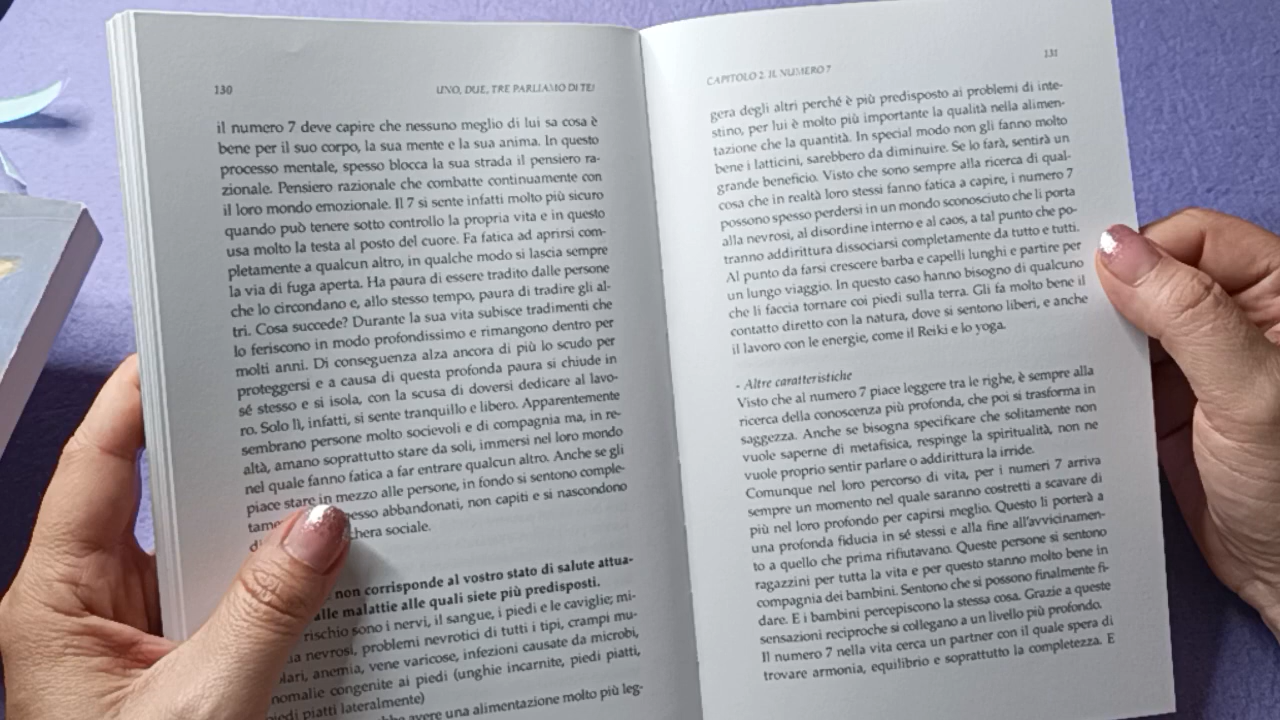 130
UNO, DUE, TRE PARLIAMO DI TE!
il numero 7 deve capire che nessuno meglio di lui sa cosa è
bene per il suo corpo, la sua mente e la sua anima. In questo
processo mentale, spesso blocca la sua strada il pensiero ra-
zionale. Pensiero razionale che combatte continuamente con
il loro mondo emozionale. Il 7 si sente infatti molto più sicuro
quando può tenere sotto controllo la propria vita e in questo
usa molto la testa al posto del cuore. Fa fatica ad aprirsi com-
pletamente a qualcun altro, in qualche modo si lascia sempre
la via di fuga aperta. Ha paura di essere tradito dalle persone
che lo circondano e, allo stesso tempo, paura di tradire gli al-
tri. Cosa succede? Durante la sua vita subisce tradimenti che
lo feriscono in modo profondissimo e rimangono dentro per
molti anni. Di conseguenza alza ancora di più lo scudo per
proteggersi e a causa di questa profonda paura si chiude in
sé stesso e si isola, con la scusa di doversi dedicare al lavo-
ro. Solo lì, infatti, si sente tranquillo e libero. Apparentemente
sembrano persone molto socievoli e di compagnia ma, in re-
altà, amano soprattutto stare da soli, immersi nel loro mondo
nel quale fanno fatica a far entrare qualcun altro. Anche se gli
piace stare in mezzo alle persone, in fondo si sentono comple-
tame esso abbandonati, non capiti e si nascondono
di chera sociale.
non corrisponde al vostro stato di salute attua-
alle malattie alle quali siete più predisposti.
rischio sono i nervi, il sangue, i piedi e le caviglie; mi-
nevrosi, problemi nevrotici di tutti i tipi, crampi mu-
lari, anemia, vene varicose, infezioni causate da microbi,
nomalie congenite ai piedi (unghie incarnite, piedi piatti,
piedi piatti lateralmente)
avere una alimentazione molto più leg-
CAPITOLO 2. IL NUMERO 7
131
gera degli altri perché è più predisposto ai problemi di inte-
stino, per lui è molto più importante la qualità nella alimen-
tazione che la quantità. In special modo non gli fanno molto
bene i latticini, sarebbero da diminuire. Se lo farà, sentirà un
grande beneficio. Visto che sono sempre alla ricerca di qual-
cosa che in realtà loro stessi fanno fatica a capire, i numero 7
possono spesso perdersi in un mondo sconosciuto che li porta
alla nevrosi, al disordine interno e al caos, a tal punto che po-
tranno addirittura dissociarsi completamente da tutto e tutti.
Al punto da farsi crescere barba e capelli lunghi e partire per
un lungo viaggio. In questo caso hanno bisogno di qualcuno
che li faccia tornare coi piedi sulla terra. Gli fa molto bene il
contatto diretto con la natura, dove si sentono liberi, e anche
il lavoro con le energie, come il Reiki e lo yoga.
- Altre caratteristiche
Visto che al numero 7 piace leggere tra le righe, è sempre alla
ricerca della conoscenza più profonda, che poi si trasforma in
saggezza. Anche se bisogna specificare che solitamente non
vuole saperne di metafisica, respinge la spiritualità, non ne
vuole proprio sentir parlare o addirittura la irride.
Comunque nel loro percorso di vita, per i numeri 7 arriva
sempre un momento nel quale saranno costretti a scavare di
più nel loro profondo per capirsi meglio. Questo li porterà a
una profonda fiducia in sé stessi e alla fine all'avvicinamen-
to a quello che prima rifiutavano. Queste persone si sentono
ragazzini per tutta la vita e per questo stanno molto bene in
compagnia dei bambini. Sentono che si possono finalmente fi-
dare. E i bambini percepiscono la stessa cosa. Grazie a queste
sensazioni reciproche si collegano a un livello più profondo.
Il numero 7 nella vita cerca un partner con il quale spera di
trovare armonia, equilibrio e soprattutto la completezza. E